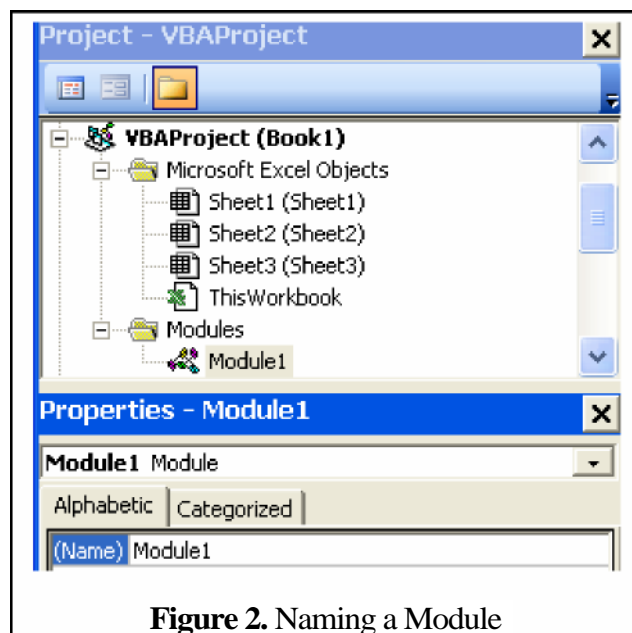 Project - VBAProject
VBAProject (Book1)
Microsoft Excel Objects
Sheet1 (Sheet1)
Sheet2 (Sheet2)
Sheet3 (Sheet3)
ThisWorkbook
Modules
Module1
Properties - Module1
Module1 Module
Alphabetic Categorized
(Name) Module1
Figure 2. Naming a Module